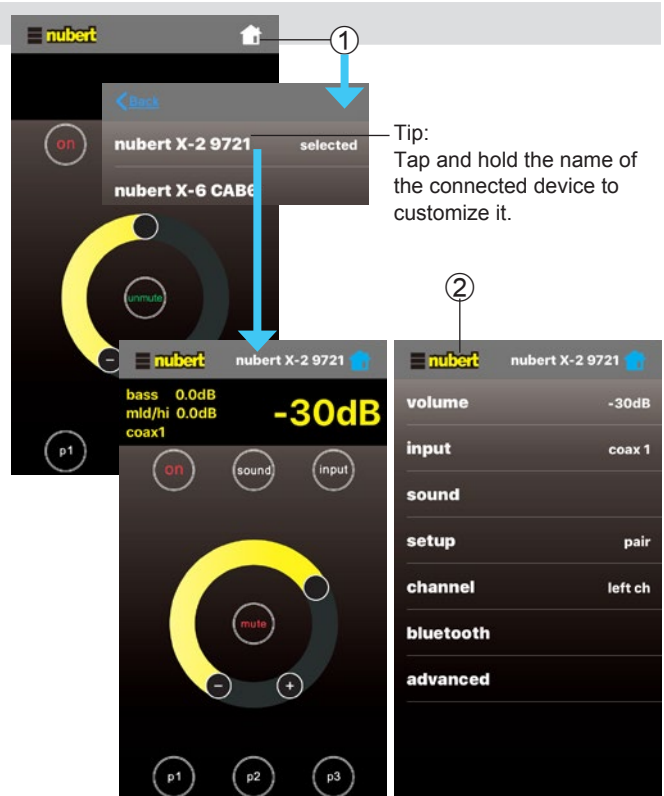 nubert
1
Back
on
nubert X-2 9721 selected
nubert X-6 CAB6
Tip:
Tap and hold the name of
the connected device to
customize it.
unmute
−
p1
nubert nubert X-2 9721
bass 0.0dB
mId/hi 0.0dB
coax1
-30dB
on sound input
mute
− +
p1 p2 p3
2
nubert nubert X-2 9721
volume -30dB
input coax 1
sound
setup pair
channel left ch
bluetooth
advanced